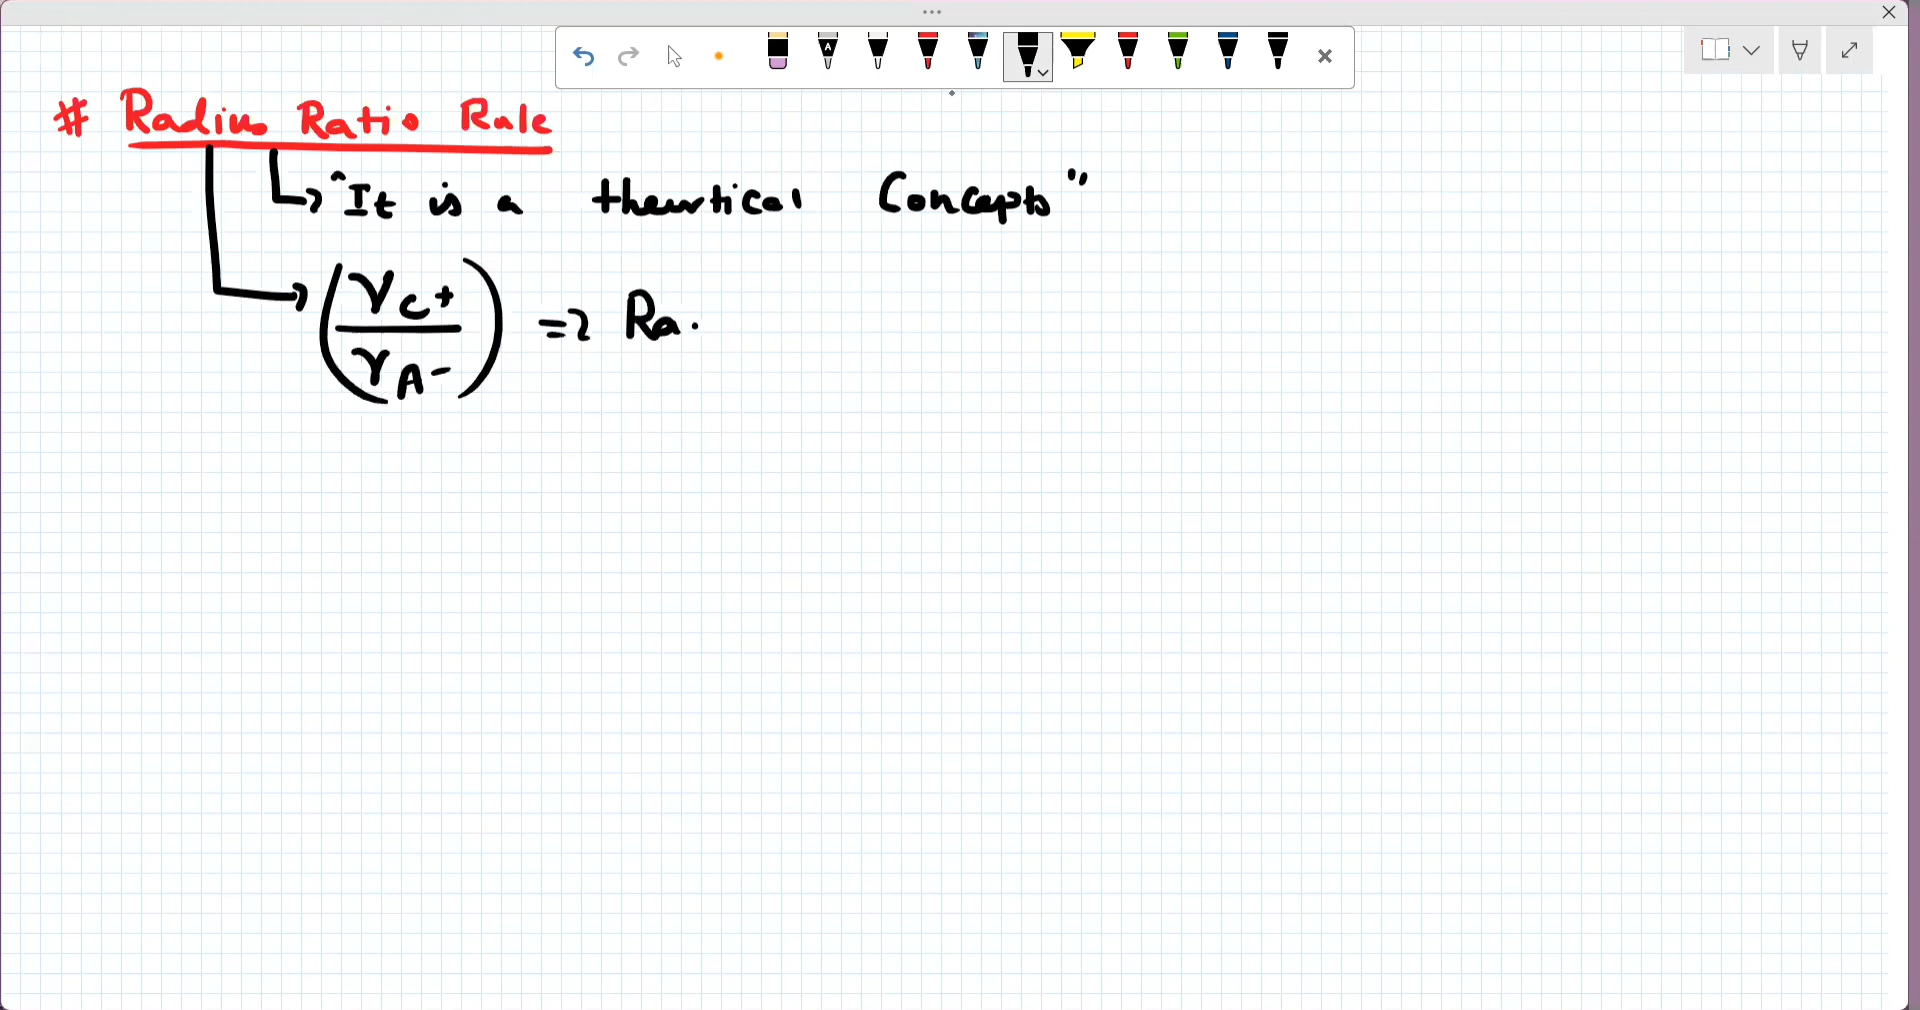 # Radius Ratio Rule
"It is a theortical Concepts"
(rC+ / rA-) => Ra.